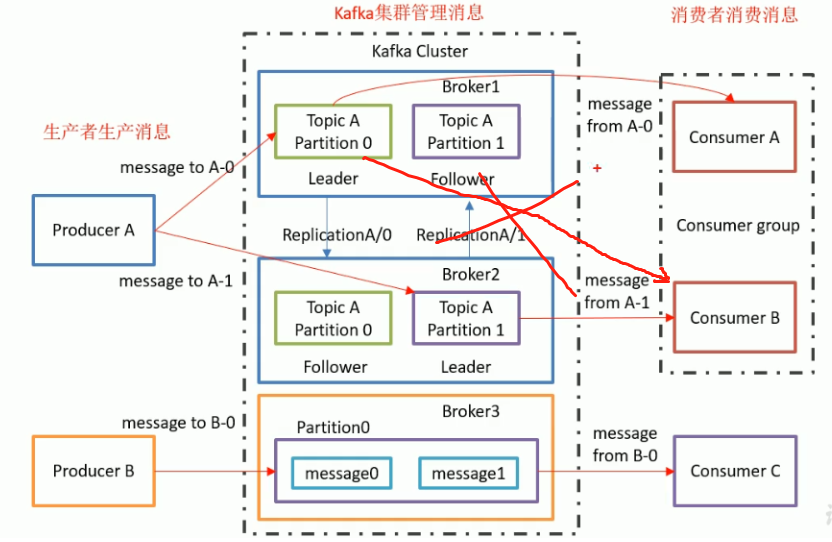 Kafka集群管理消息
消费者消费消息
生产者生产消息
Kafka Cluster
Broker1
Topic A
Partition 0
Topic A
Partition 1
Leader
Follower
message to A-0
message
from A-0
Consumer A
Producer A
ReplicationA/0
ReplicationA/1
Consumer group
message to A-1
Broker2
Topic A
Partition 0
Topic A
Partition 1
Follower
Leader
message
from A-1
Consumer B
message to B-0
Broker3
Partition0
message0
message1
Producer B
message
from B-0
Consumer C